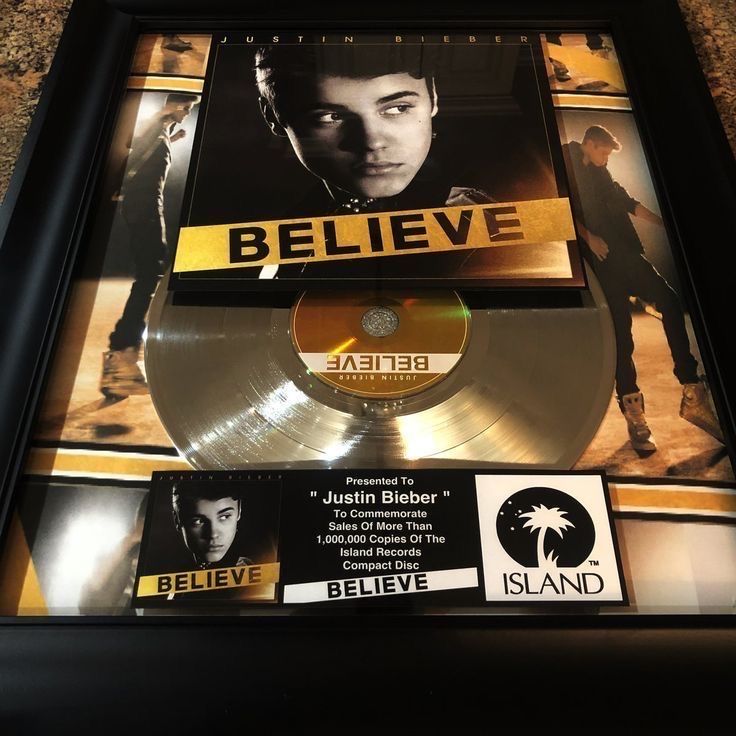 JUSTIN BIEBER
BELIEVE
BELIEVE
JUSTIN BIEBER
JUSTIN BIEBER
BELIEVE
Presented To
" Justin Bieber "
To Commemorate
Sales Of More Than
1,000,000 Copies Of The
Island Records
Compact Disc
BELIEVE
ISLAND™